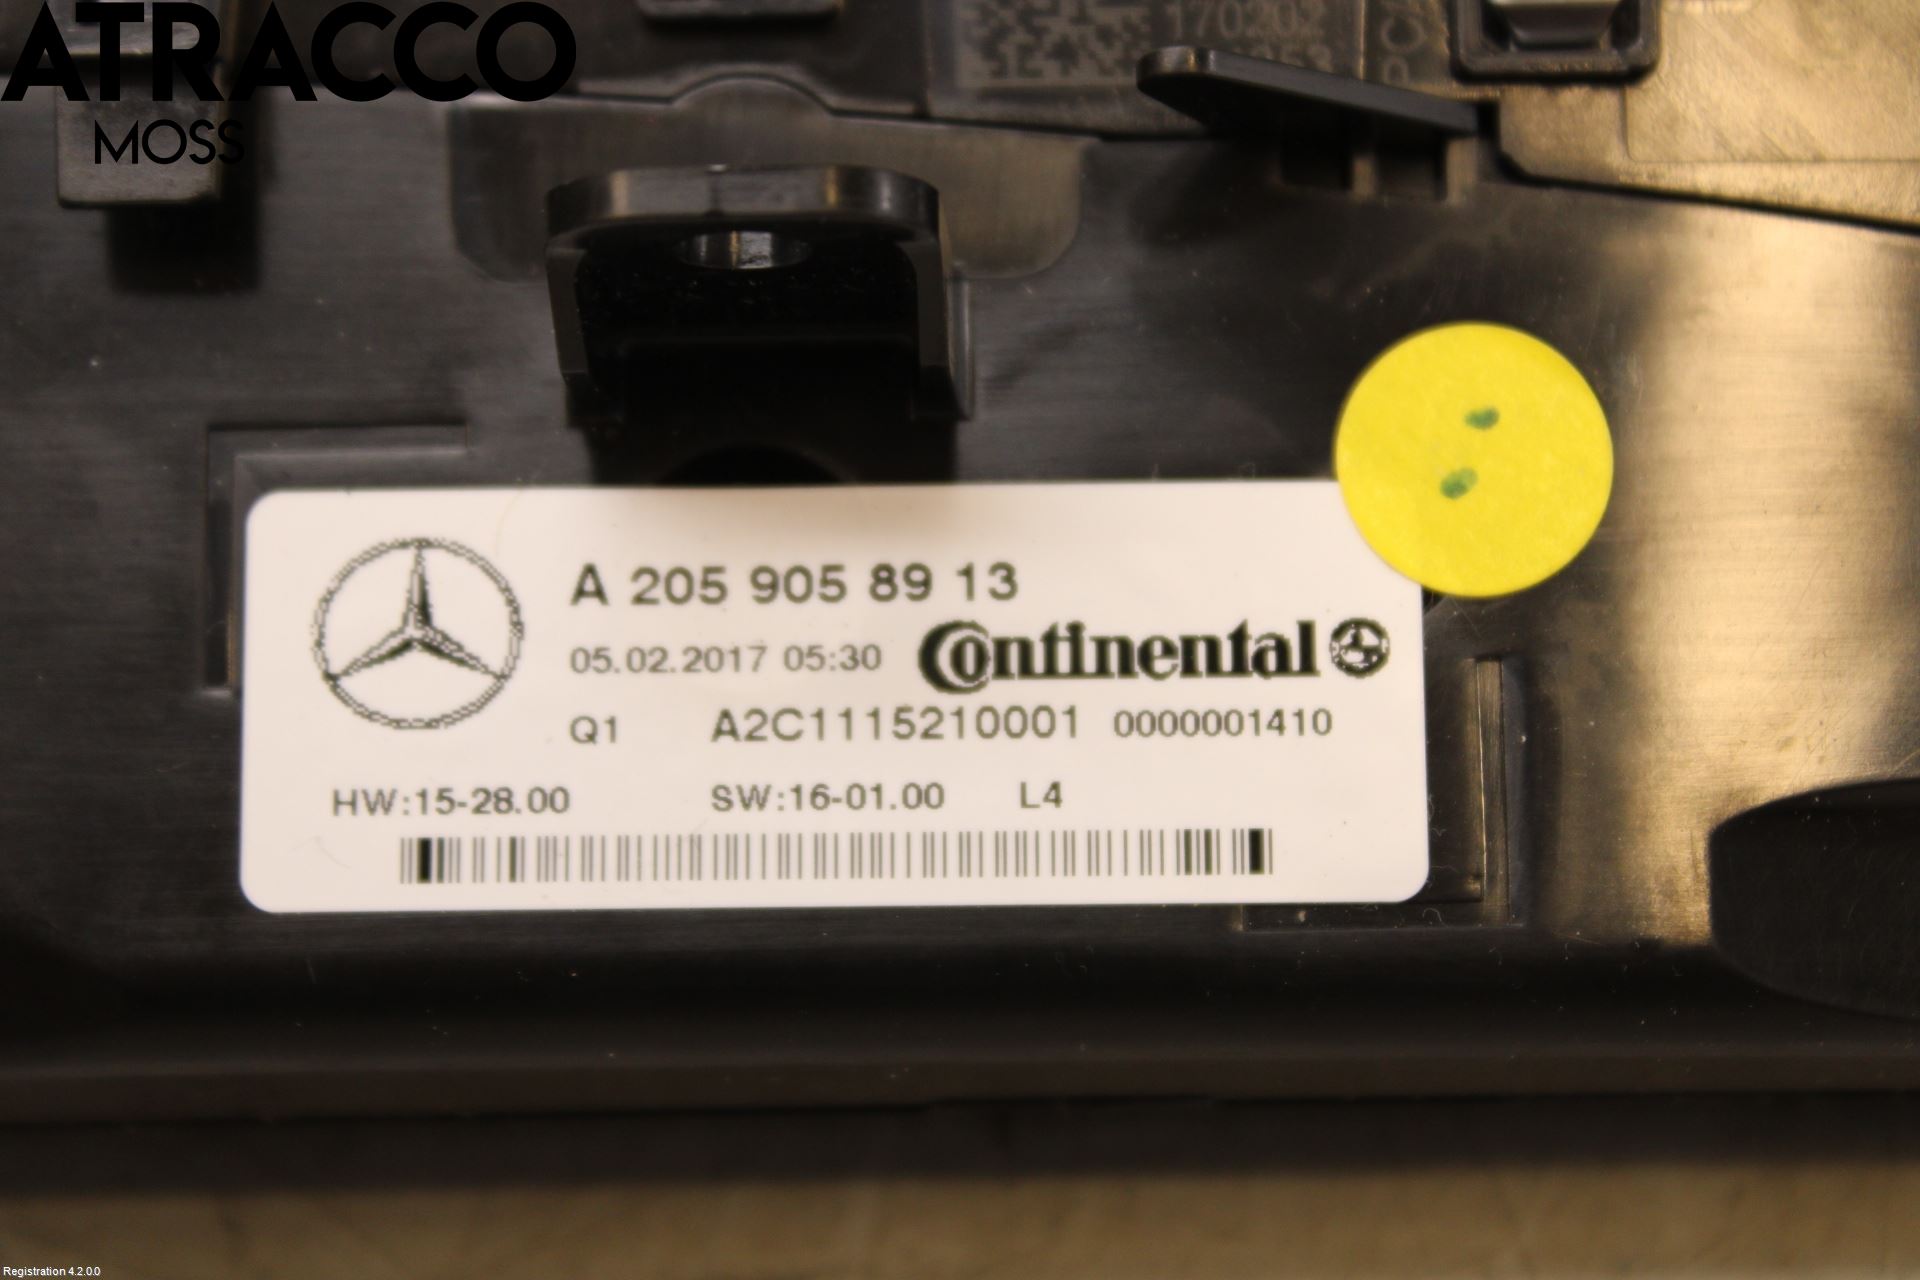 ATRACCO
MOSS
170202
A 205 905 89 13
05.02.2017 05:30 Continental
Q1 A2C1115210001 0000001410
HW:15-28.00 SW:16-01.00 L4
Registration 4.2.0.0